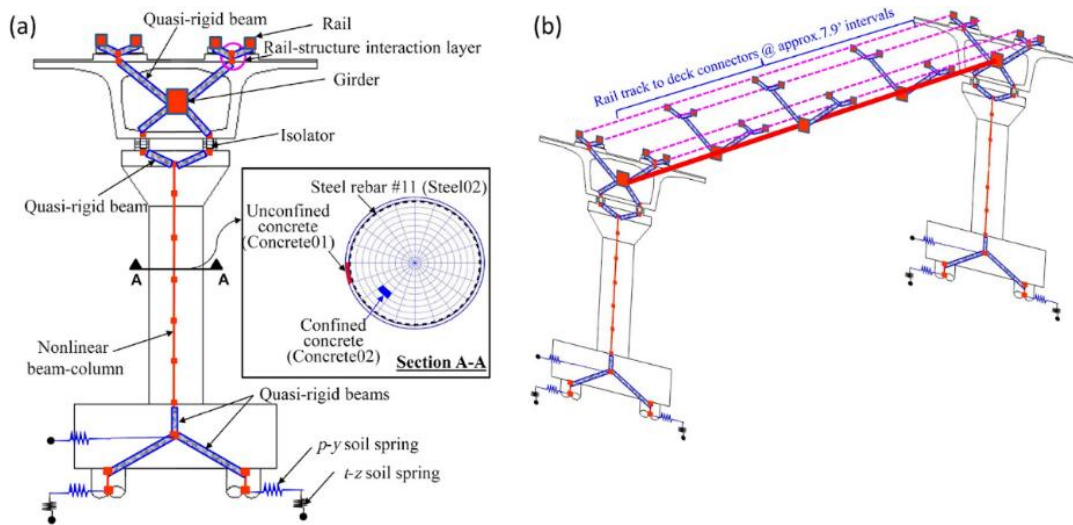 (a)
Quasi-rigid beam
Rail
Rail-structure interaction layer
Girder
Isolator
Quasi-rigid beam
Steel rebar #11 (Steel02)
Unconfined
concrete
(Concrete01)
A
A
Confined
concrete
(Concrete02)
Section A-A
Nonlinear
beam-column
Quasi-rigid beams
p-y soil spring
t-z soil spring
(b)
Rail track to deck connectors @ approx.7.9' intervals